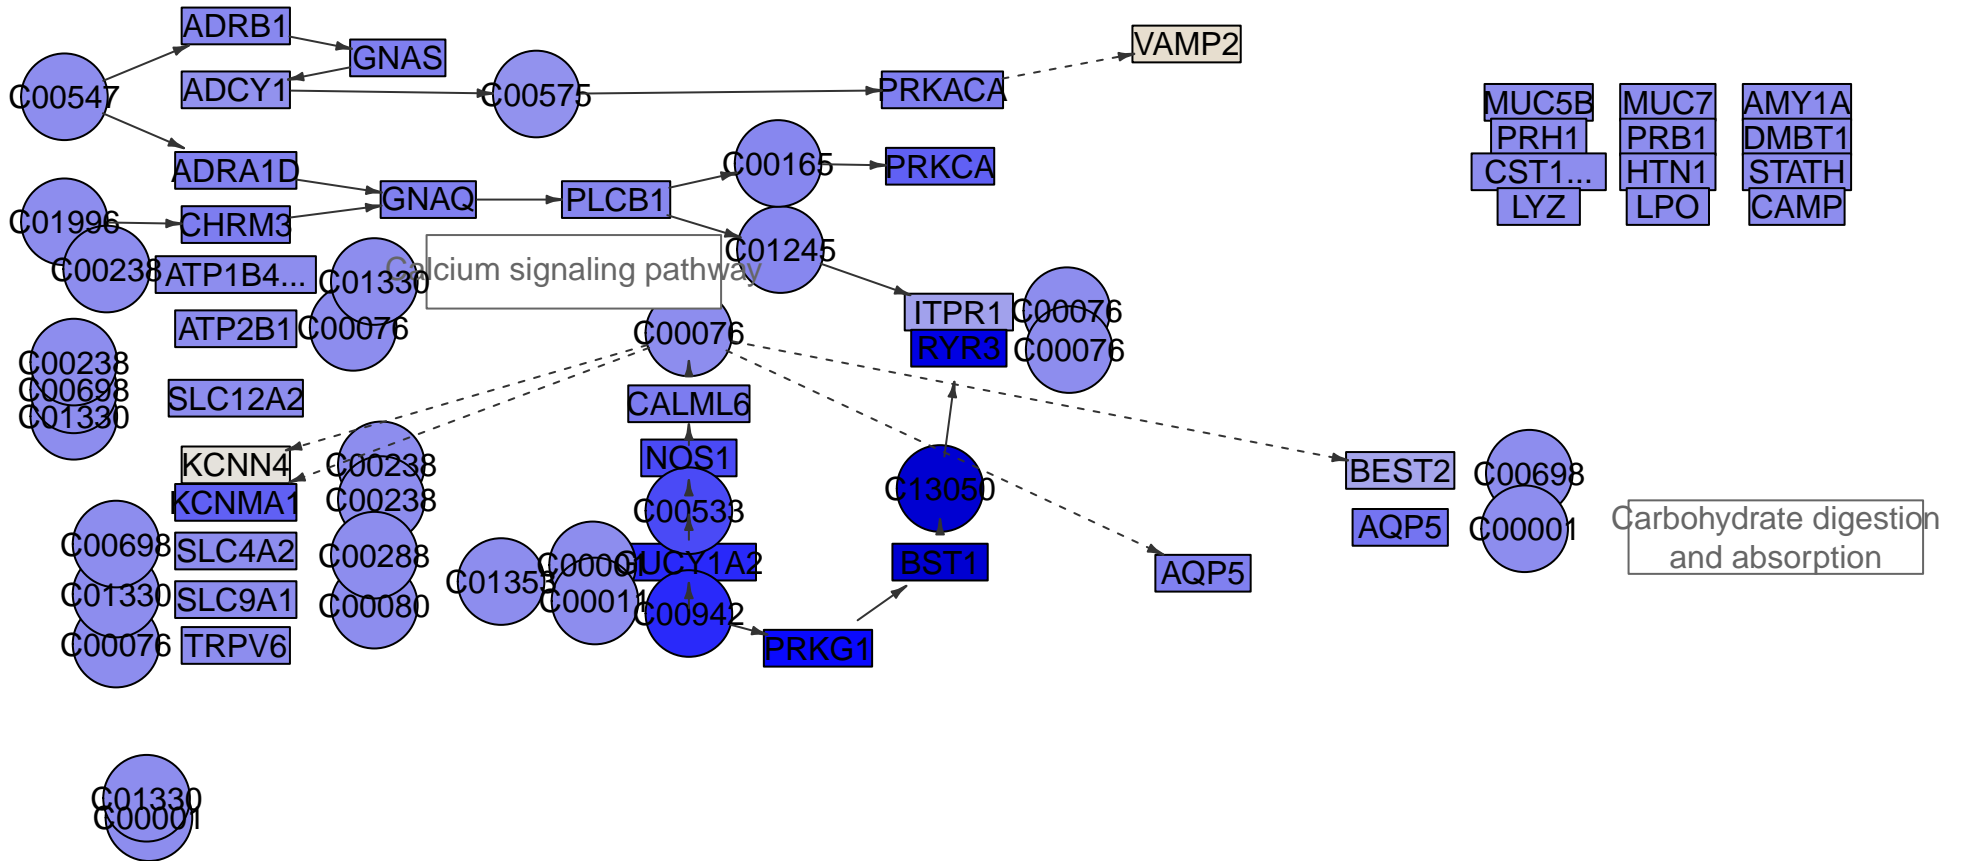 ADRB1
GNAS
VAMP2
C00547
ADCY1
C00575
PRKACA
MUC5B
MUC7
AMY1A
PRH1
PRB1
DMBT1
CST1...
HTN1
STATH
LYZ
LPO
CAMP
ADRA1D
C00165
PRKCA
GNAQ
PLCB1
C01996
CHRM3
C01245
C00238
ATP1B4...
C01330
Calcium signaling pathway
ATP2B1
C00076
C00076
ITPR1
C00076
RYR3
C00076
C00238
C00698
C01330
SLC12A2
CALML6
KCNN4
C00238
NOS1
C13050
BEST2
C00698
KCNMA1
C00238
C00533
AQP5
C00001
Carbohydrate digestion
and absorption
C00698
SLC4A2
C00288
C01353
C00001
GUCY1A2
BST1
AQP5
C01330
SLC9A1
C00080
C00011
C00942
C00076
TRPV6
PRKG1
C01330
C00001